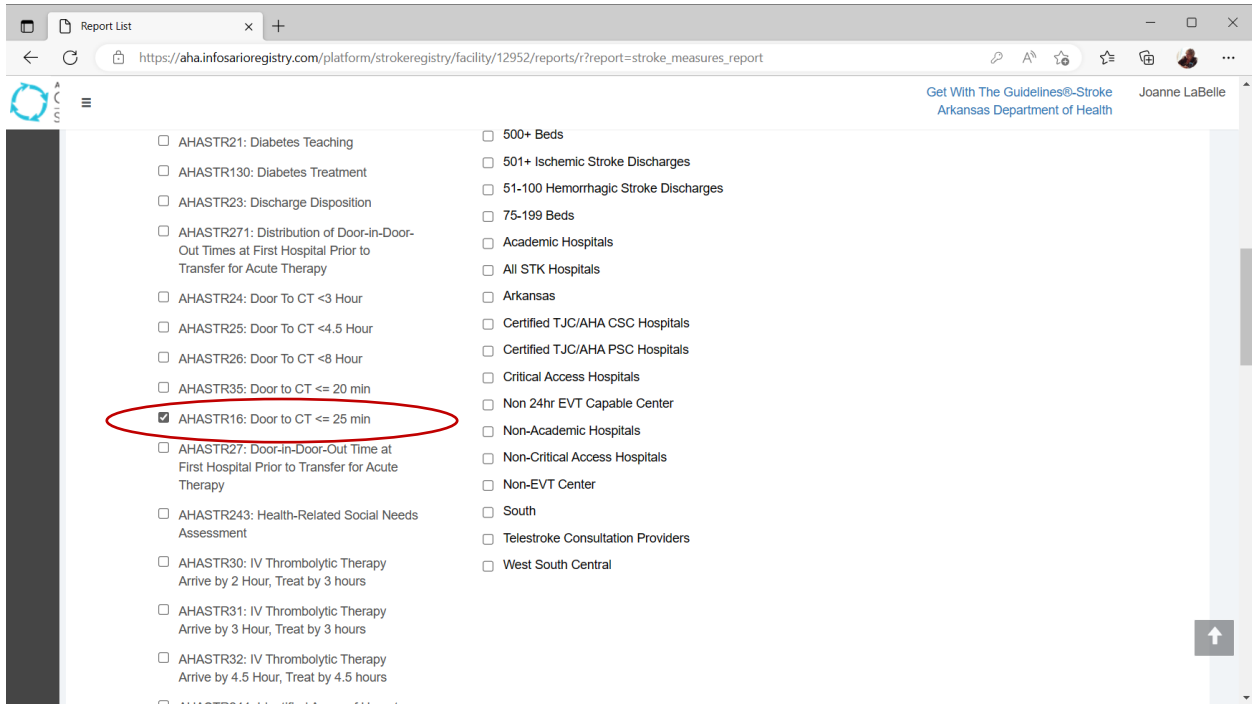 Report List
https://aha.infosarioregistry.com/platform/strokeregistry/facility/12952/reports/r?report=stroke_measures_report
Get With The Guidelines®-Stroke
Arkansas Department of Health
Joanne LaBelle
AHASTR21: Diabetes Teaching
AHASTR130: Diabetes Treatment
AHASTR23: Discharge Disposition
AHASTR271: Distribution of Door-in-Door-
Out Times at First Hospital Prior to
Transfer for Acute Therapy
AHASTR24: Door To CT <3 Hour
AHASTR25: Door To CT <4.5 Hour
AHASTR26: Door To CT <8 Hour
AHASTR35: Door to CT <= 20 min
AHASTR16: Door to CT <= 25 min
AHASTR27: Door-in-Door-Out Time at
First Hospital Prior to Transfer for Acute
Therapy
AHASTR243: Health-Related Social Needs
Assessment
AHASTR30: IV Thrombolytic Therapy
Arrive by 2 Hour, Treat by 3 hours
AHASTR31: IV Thrombolytic Therapy
Arrive by 3 Hour, Treat by 3 hours
AHASTR32: IV Thrombolytic Therapy
Arrive by 4.5 Hour, Treat by 4.5 hours
500+ Beds
501+ Ischemic Stroke Discharges
51-100 Hemorrhagic Stroke Discharges
75-199 Beds
Academic Hospitals
All STK Hospitals
Arkansas
Certified TJC/AHA CSC Hospitals
Certified TJC/AHA PSC Hospitals
Critical Access Hospitals
Non 24hr EVT Capable Center
Non-Academic Hospitals
Non-Critical Access Hospitals
Non-EVT Center
South
Telestroke Consultation Providers
West South Central